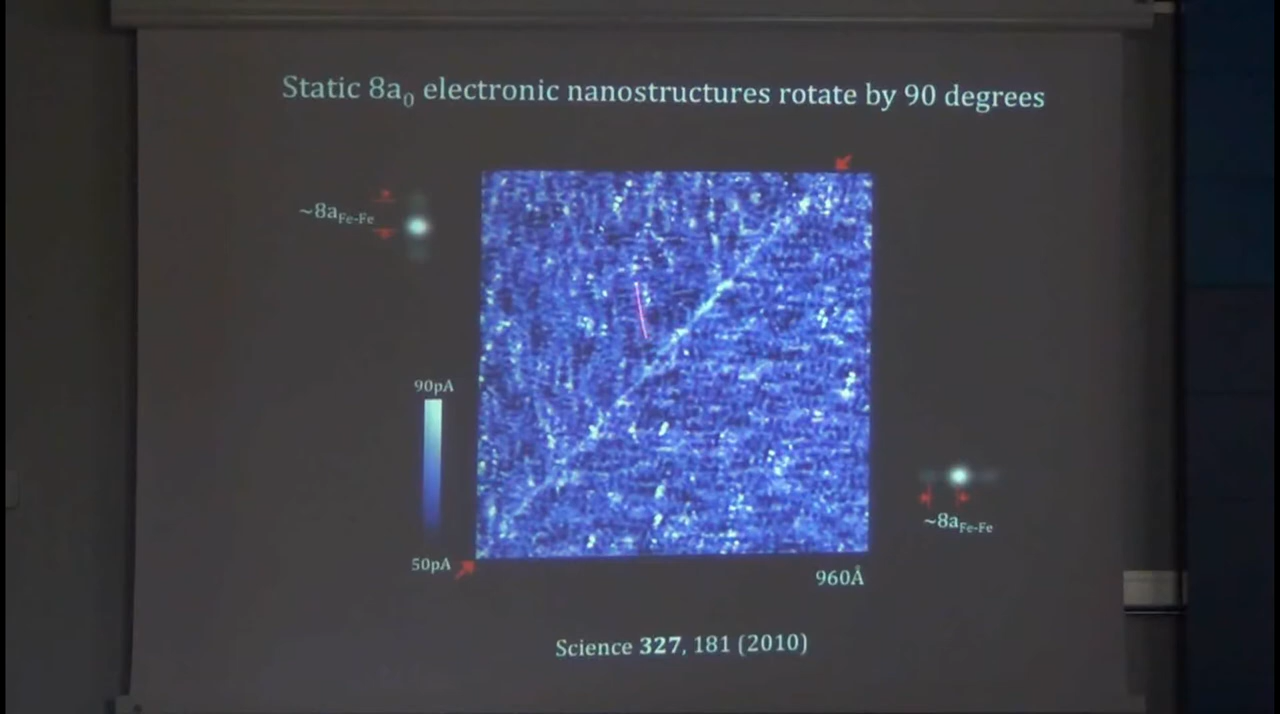 Static 8a₀ electronic nanostructures rotate by 90 degrees
~8aFe-Fe
90pA
50pA
960Å
~8aFe-Fe
Science 327, 181 (2010)